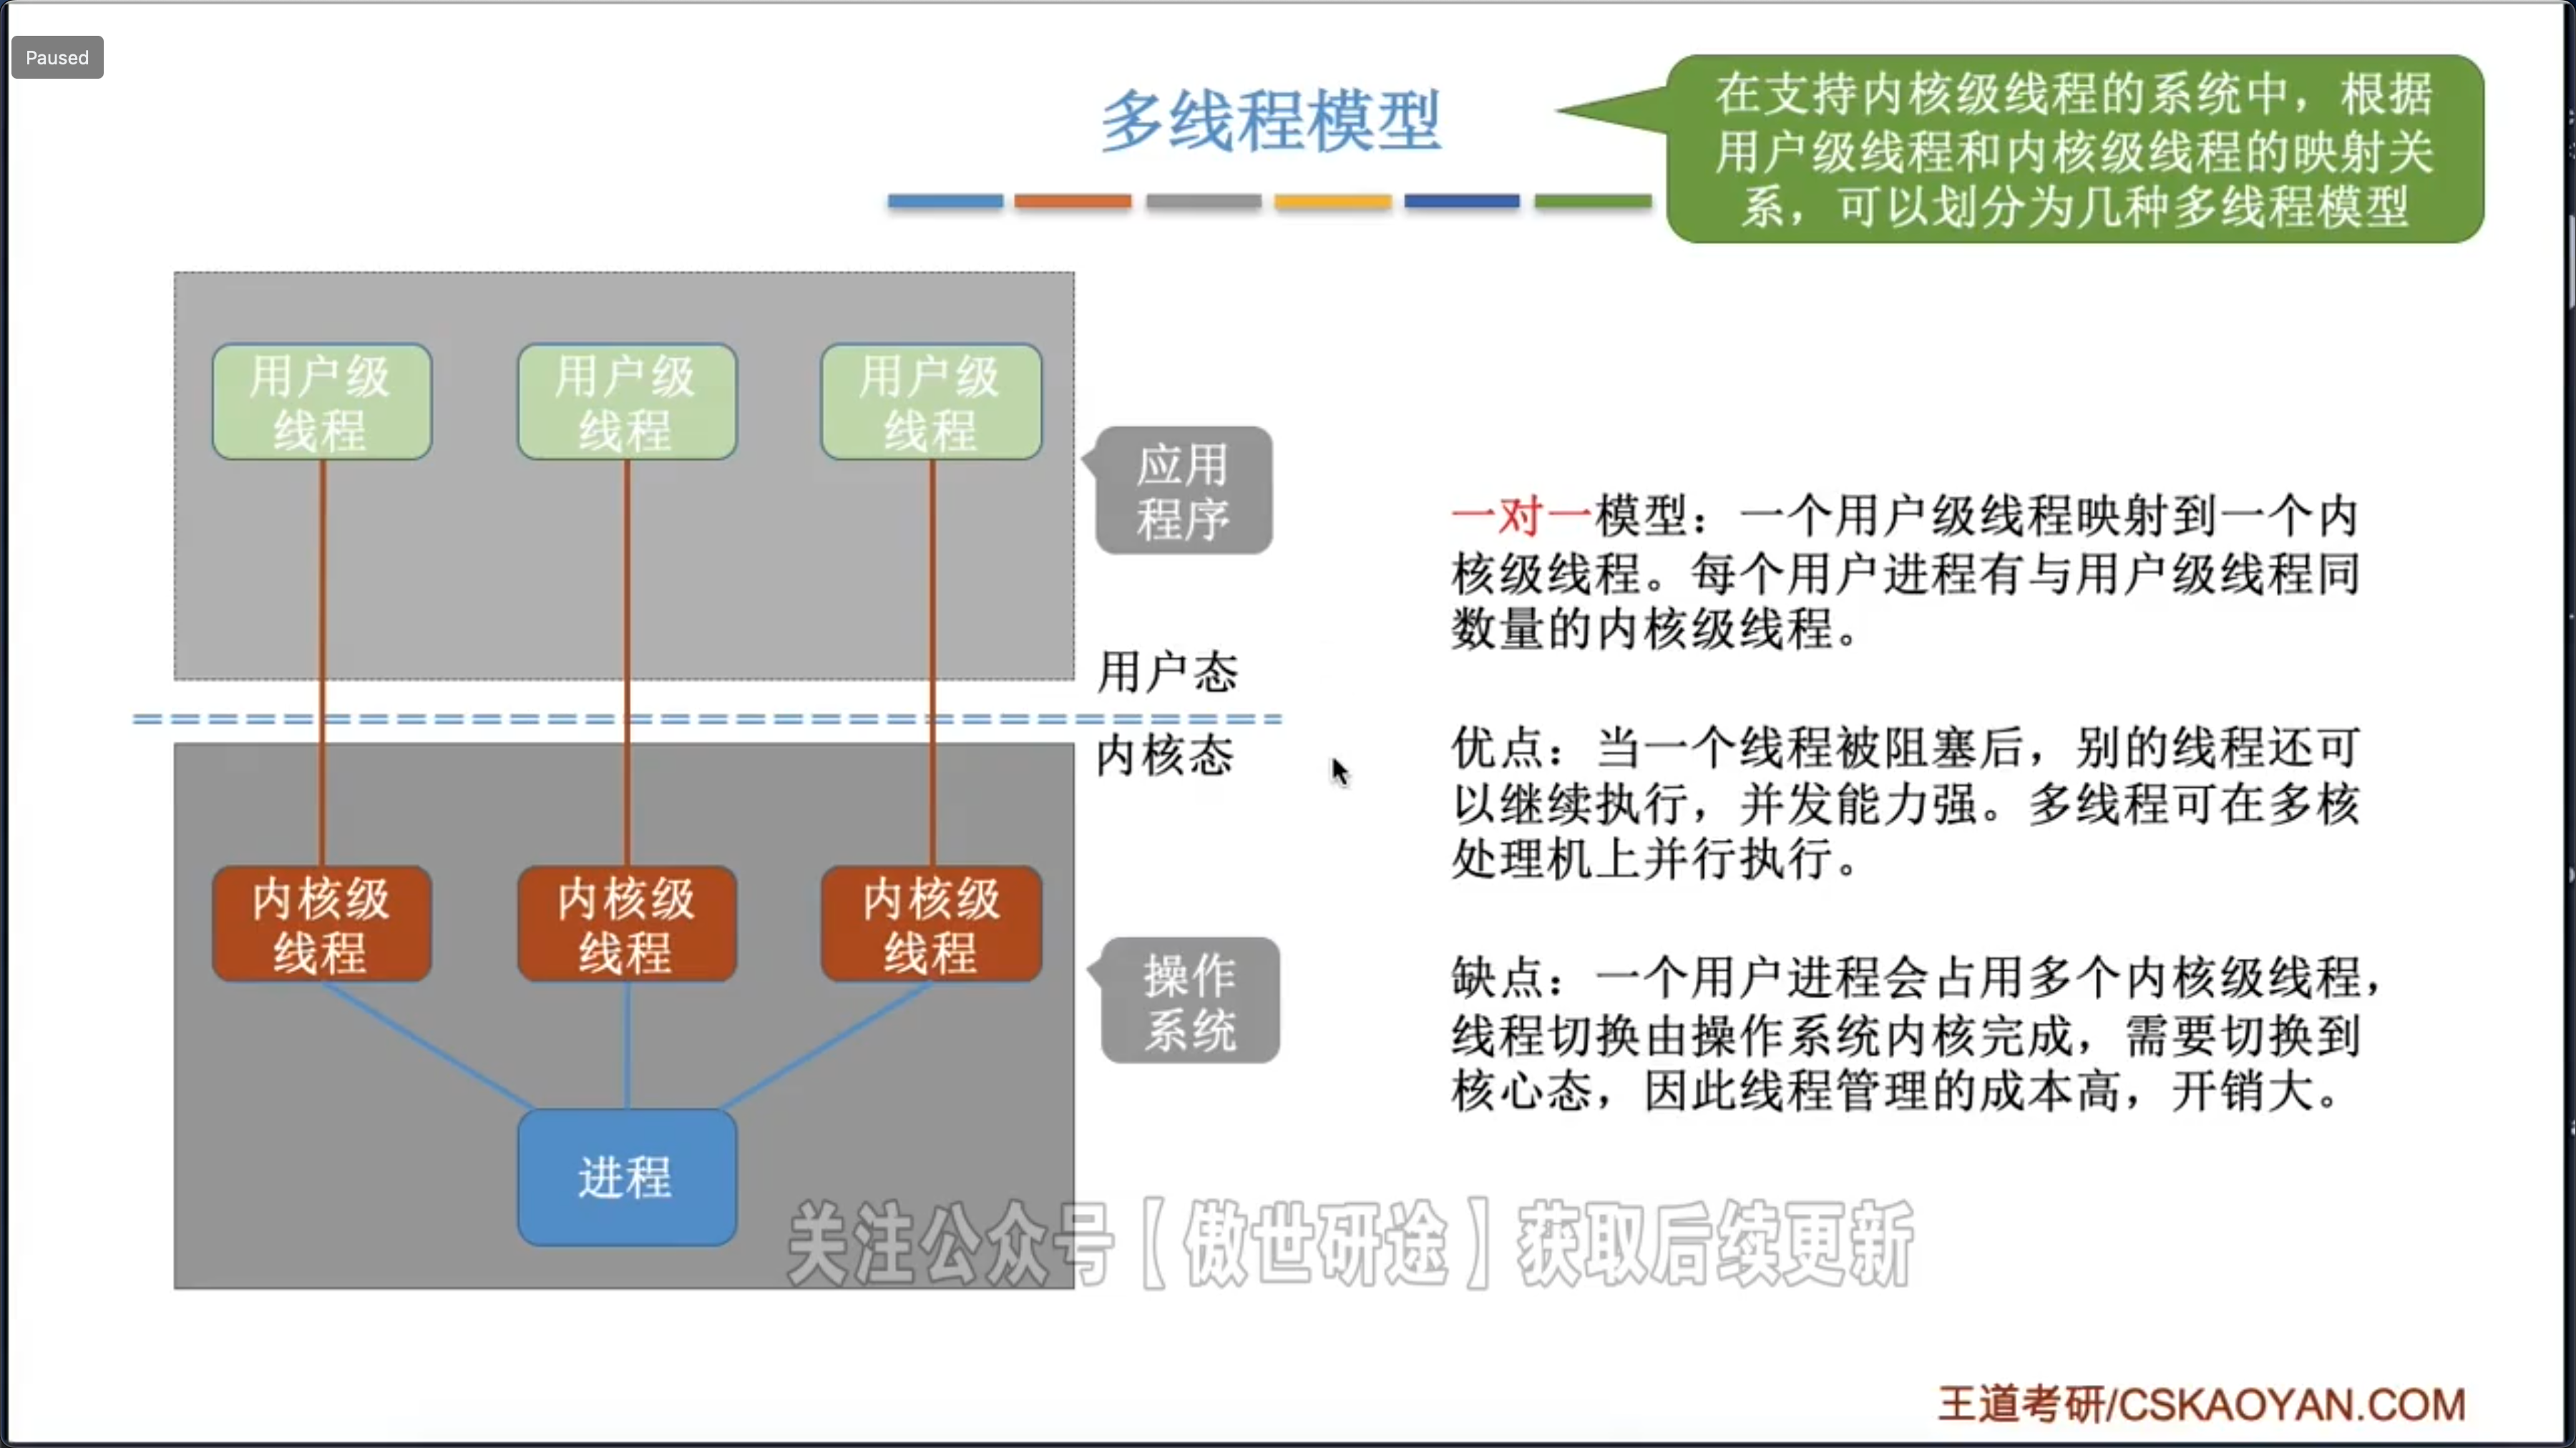 Paused
多线程模型
在支持内核级线程的系统中，根据
用户级线程和内核级线程的映射关
系，可以划分为几种多线程模型
用户级
线程
用户级
线程
用户级
线程
应用
程序
用户态
内核态
内核级
线程
内核级
线程
内核级
线程
操作
系统
进程
一对一模型：一个用户级线程映射到一个内
核级线程。每个用户进程有与用户级线程同
数量的内核级线程。
优点：当一个线程被阻塞后，别的线程还可
以继续执行，并发能力强。多线程可在多核
处理机上并行执行。
缺点：一个用户进程会占用多个内核级线程，
线程切换由操作系统内核完成，需要切换到
核心态，因此线程管理的成本高，开销大。
关注公众号【傲世研途】获取后续更新
王道考研/CSKAOYAN.COM